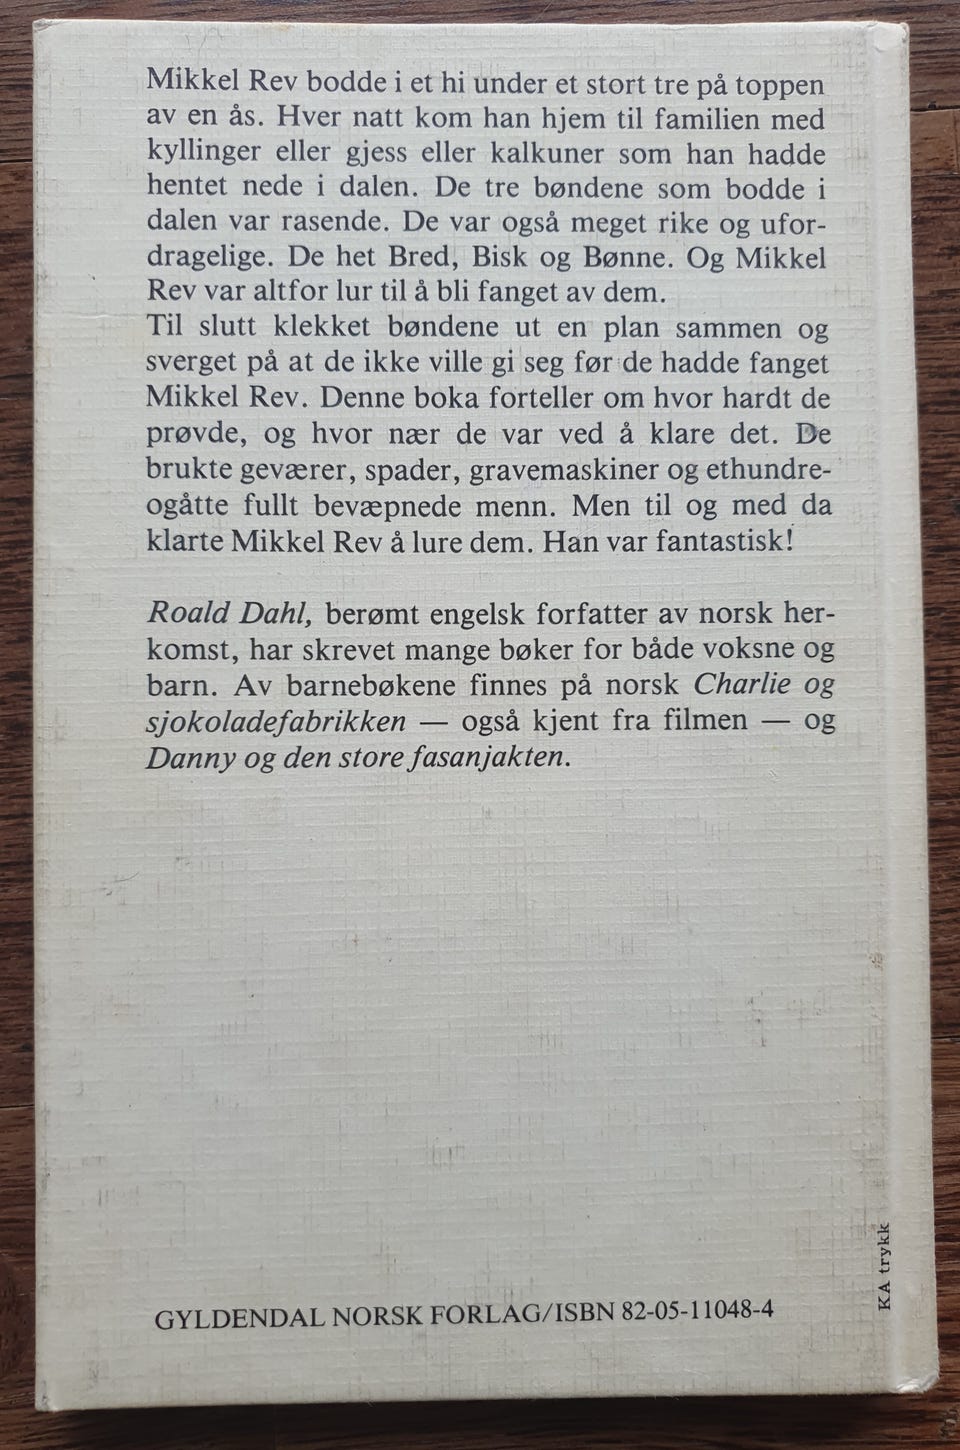 Mikkel Rev bodde i et hi under et stort tre på toppen
av en ås. Hver natt kom han hjem til familien med
kyllinger eller gjess eller kalkuner som han hadde
hentet nede i dalen. De tre bøndene som bodde i
dalen var rasende. De var også meget rike og ufor-
dragelige. De het Bred, Bisk og Bønne. Og Mikkel
Rev var altfor lur til å bli fanget av dem.
Til slutt klekket bøndene ut en plan sammen og
sverget på at de ikke ville gi seg før de hadde fanget
Mikkel Rev. Denne boka forteller om hvor hardt de
prøvde, og hvor nær de var ved å klare det. De
brukte geværer, spader, gravemaskiner og ethundre-
ogåtte fullt bevæpnede menn. Men til og med da
klarte Mikkel Rev å lure dem. Han var fantastisk!
Roald Dahl, berømt engelsk forfatter av norsk her-
komst, har skrevet mange bøker for både voksne og
barn. Av barnebøkene finnes på norsk Charlie og
sjokoladefabrikken — også kjent fra filmen — og
Danny og den store fasanjakten.
GYLDENDAL NORSK FORLAG/ISBN 82-05-11048-4
KA trykk